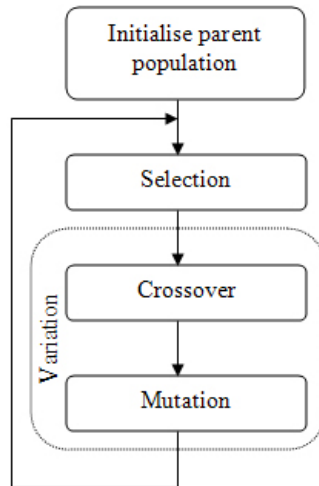 Initialise parent
population
Selection
Crossover
Variation
Mutation